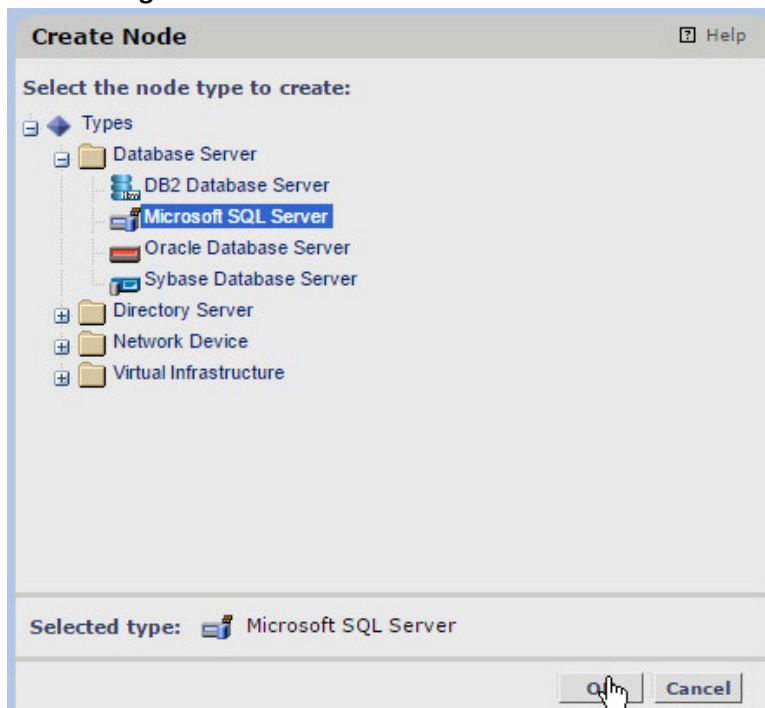 Create Node
? Help
Select the node type to create:
Types
Database Server
DB2 Database Server
Microsoft SQL Server
Oracle Database Server
Sybase Database Server
Directory Server
Network Device
Virtual Infrastructure
Selected type: Microsoft SQL Server
Cancel